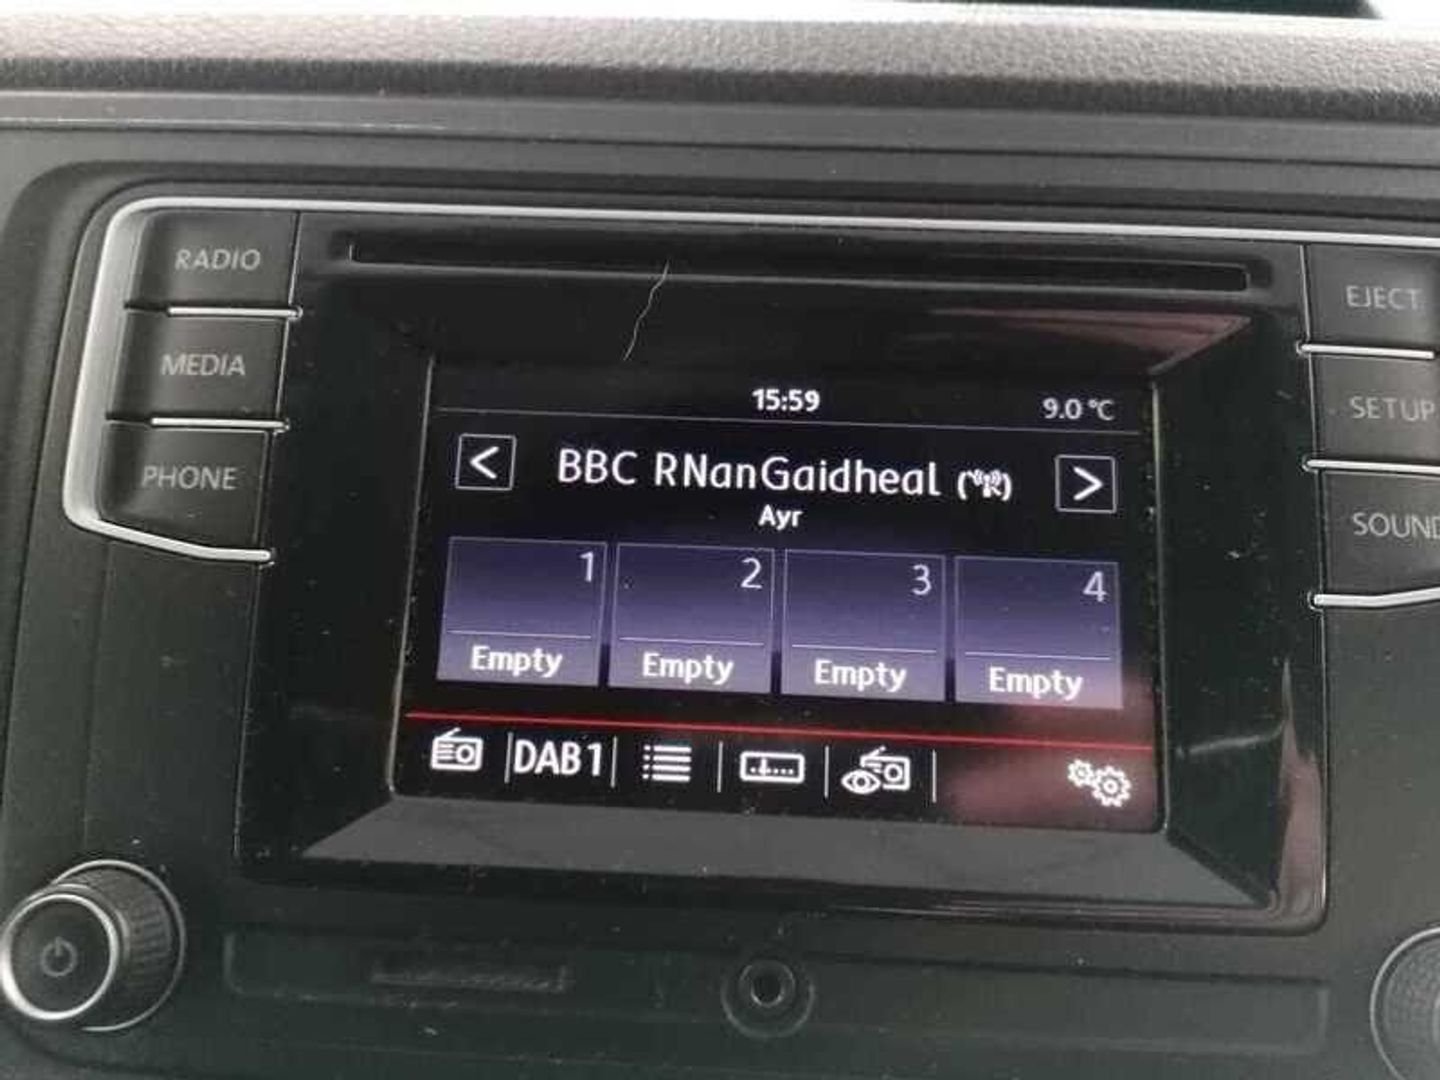 RADIO
MEDIA
PHONE
EJECT
SETUP
SOUND
15:59
9.0 °C
< BBC RNanGaidheal >
Ayr
1
2
3
4
Empty
Empty
Empty
Empty
DAB1